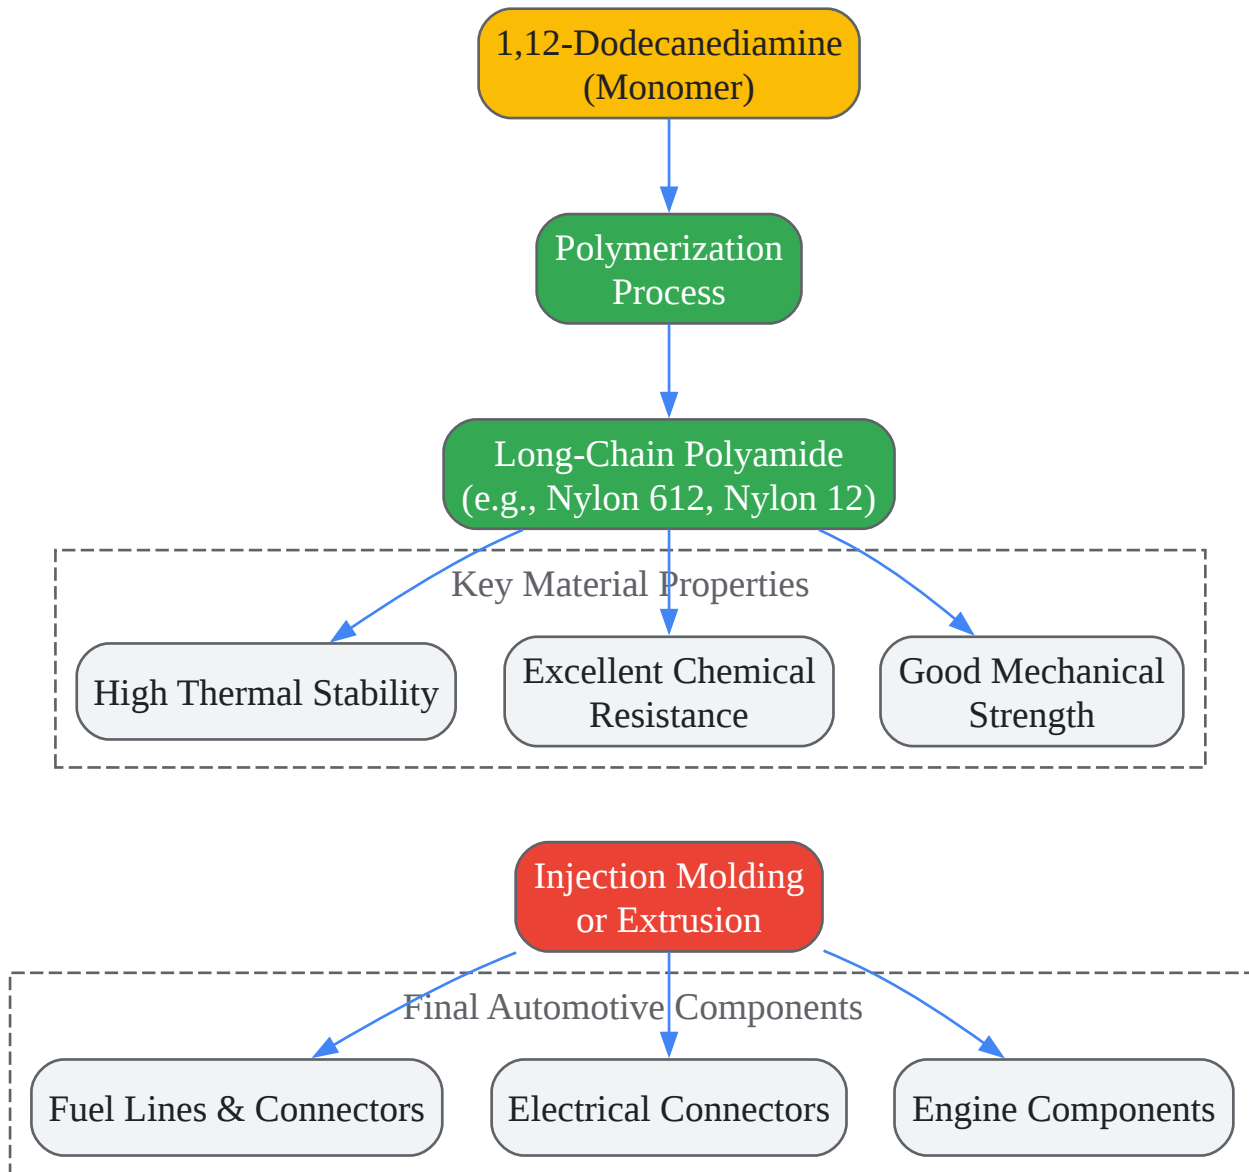 1,12-Dodecanediamine
(Monomer)
Polymerization
Process
Long-Chain Polyamide
(e.g., Nylon 612, Nylon 12)
Key Material Properties
High Thermal Stability
Excellent Chemical
Resistance
Good Mechanical
Strength
Injection Molding
or Extrusion
Final Automotive Components
Fuel Lines & Connectors
Electrical Connectors
Engine Components